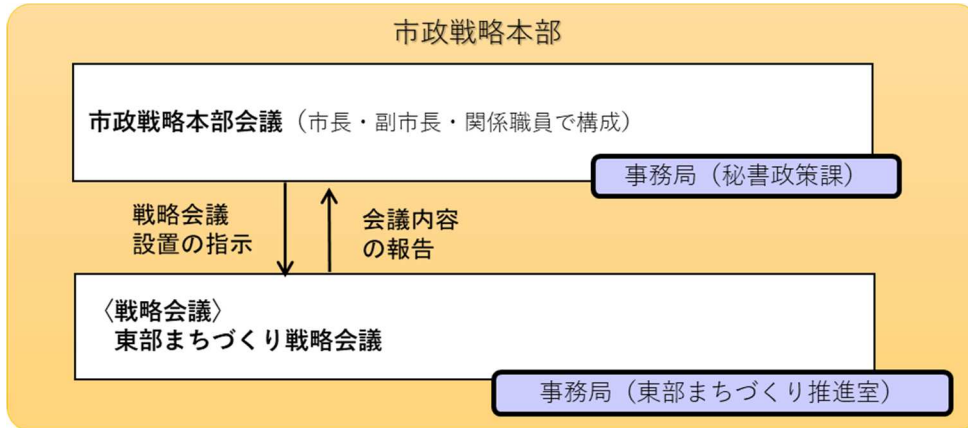 市政戦略本部
市政戦略本部会議（市長・副市長・関係職員で構成）
事務局（秘書政策課）
戦略会議
設置の指示
会議内容
の報告
〈戦略会議〉
東部まちづくり戦略会議
事務局（東部まちづくり推進室）